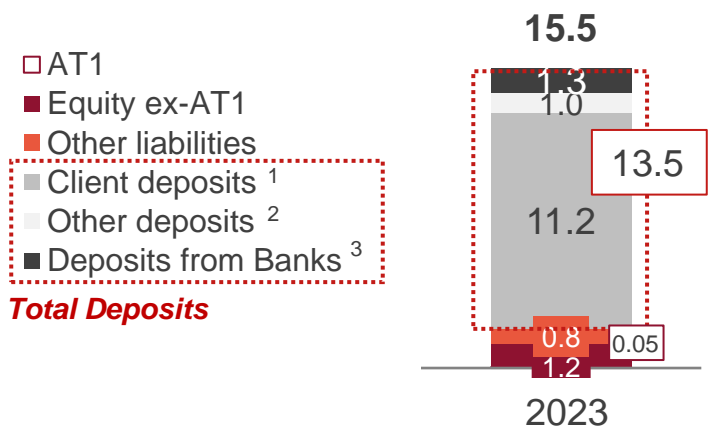 15.5
AT1
Equity ex-AT1
Other liabilities
Client deposits 1
Other deposits 2
Deposits from Banks 3
Total Deposits
1.3
1.0
13.5
11.2
0.8
0.05
1.2
2023